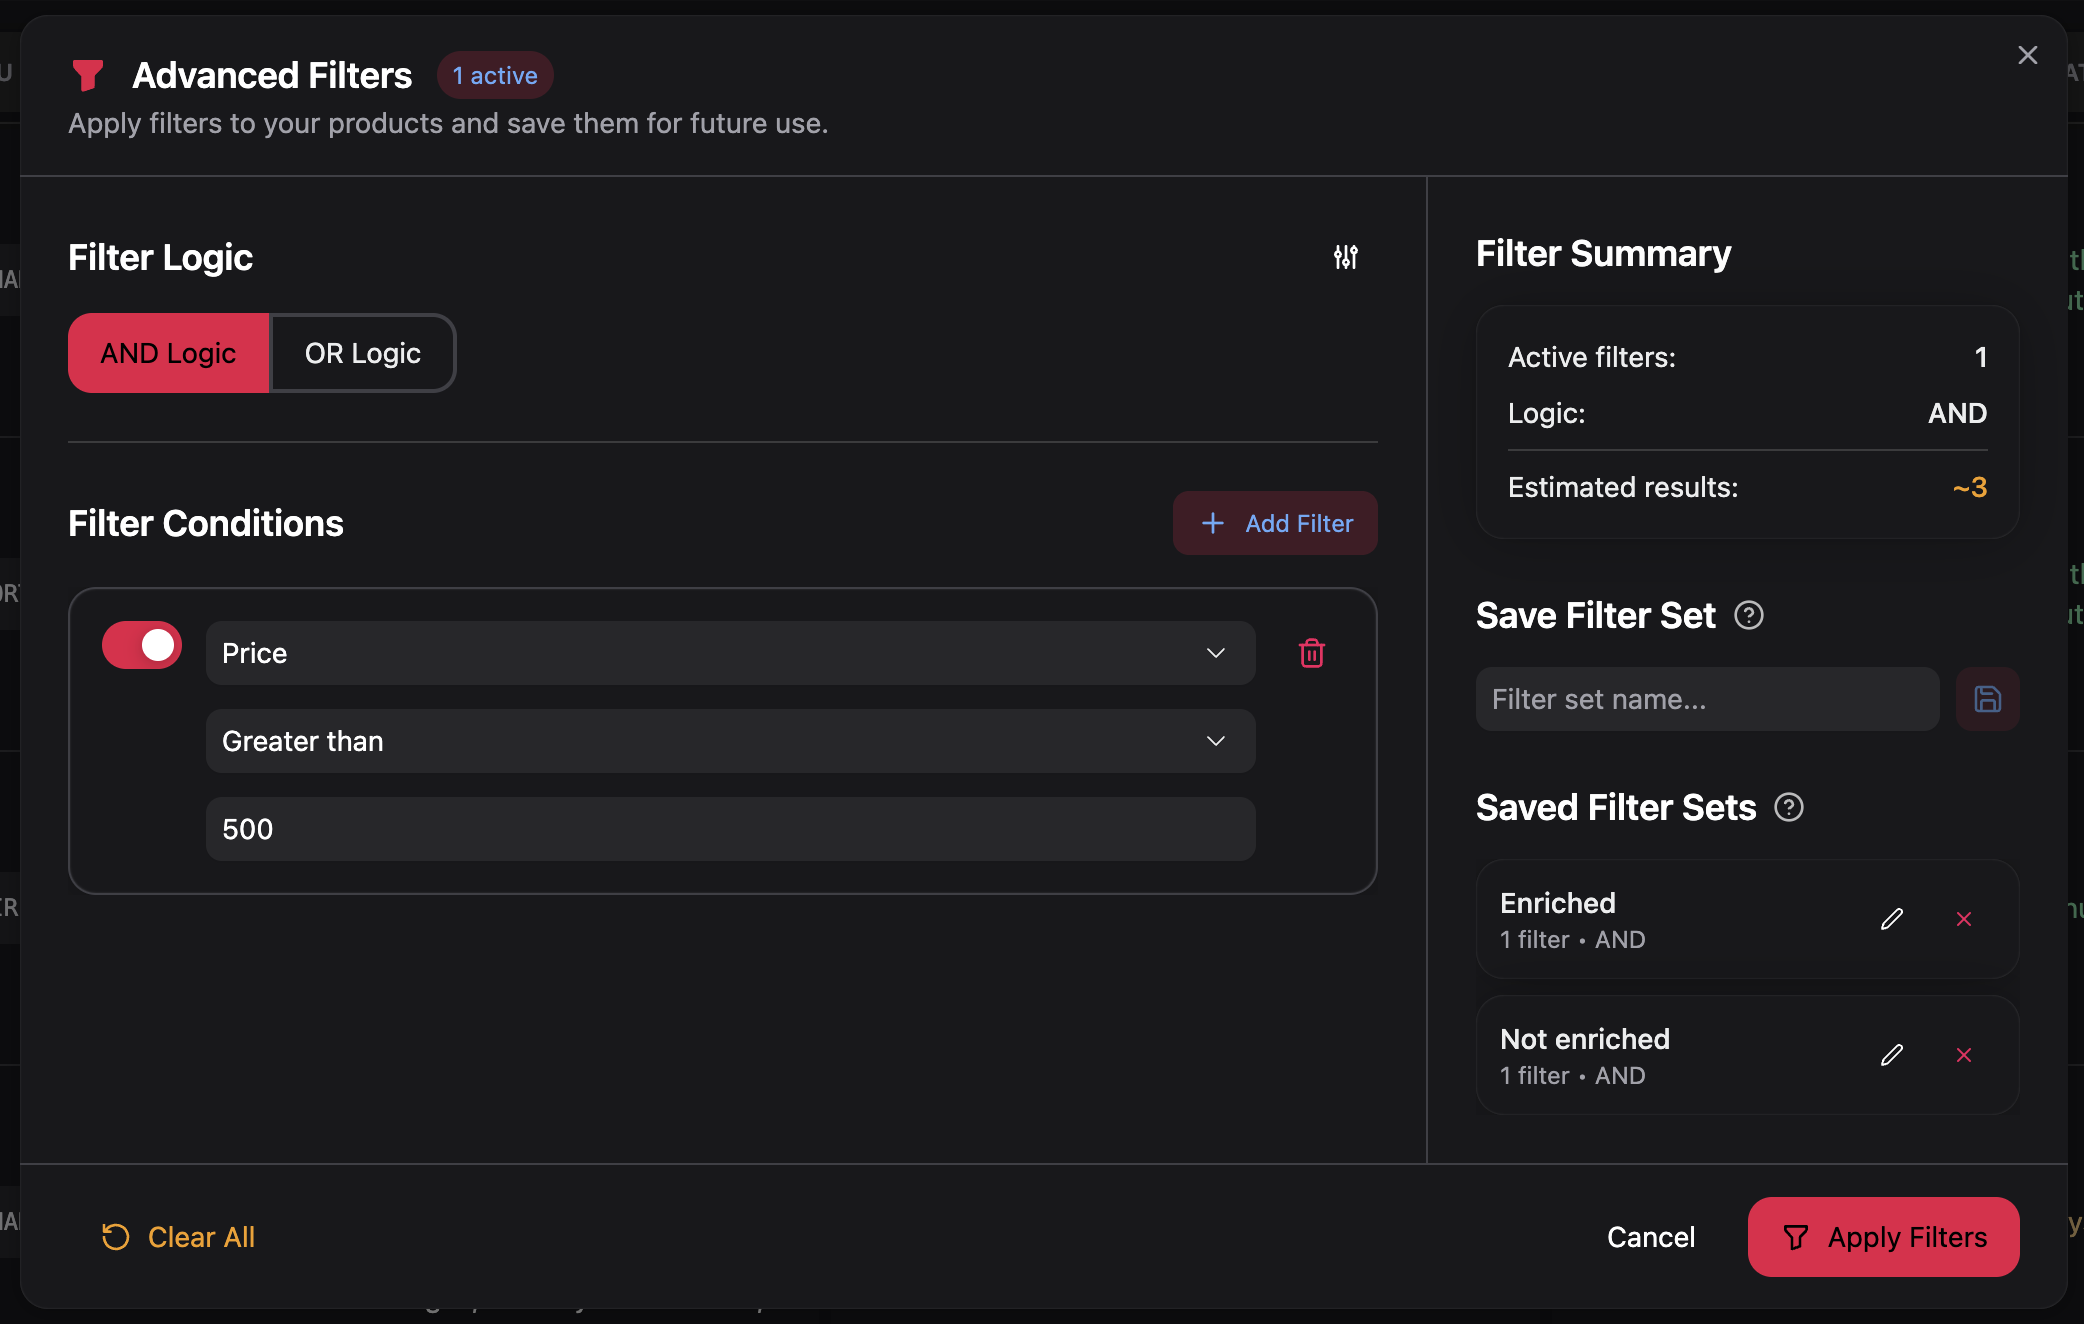 Advanced Filters
1 active
Apply filters to your products and save them for future use.
Filter Logic
AND Logic
OR Logic
Filter Conditions
Add Filter
Price
Greater than
500
Filter Summary
Active filters: 1
Logic: AND
Estimated results: ~3
Save Filter Set
Filter set name...
Saved Filter Sets
Enriched
1 filter • AND
Not enriched
1 filter • AND
Clear All
Cancel
Apply Filters